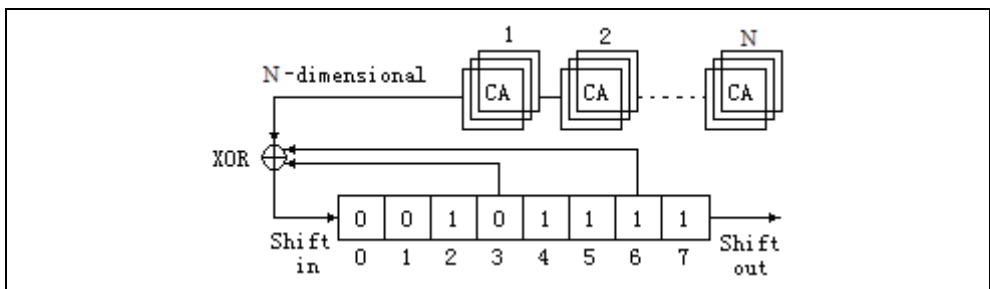 1 2 N
N-dimensional CA CA CA
XOR
0 0 1 0 1 1 1 1
Shift in
0 1 2 3 4 5 6 7
Shift out